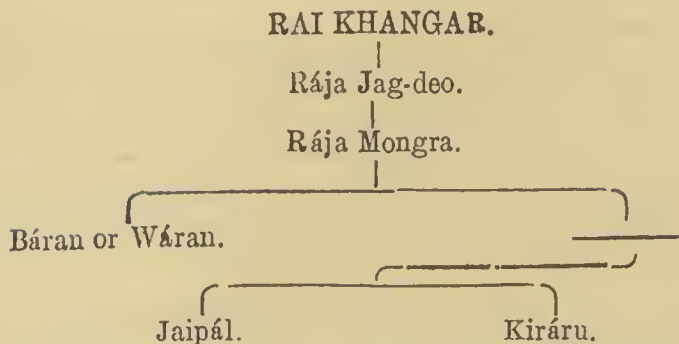 RAI KHANGAR.
Rája Jag-deo.
Rája Mongra.
Báran or Wáran.
Jaipál. Kiráru.